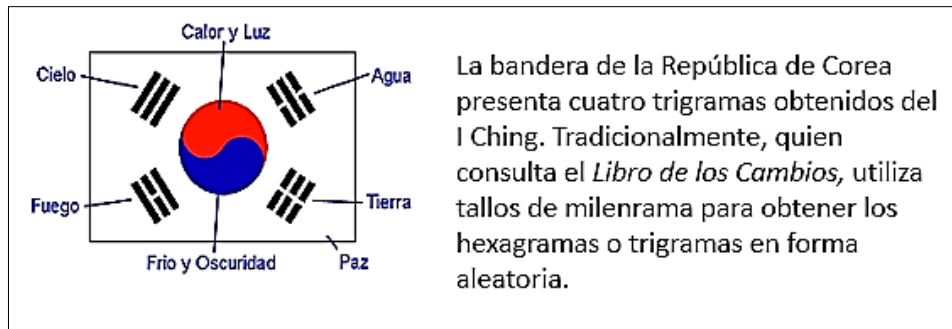 Calor y Luz
Cielo
Agua
Fuego
Tierra
Frio y Oscuridad
Paz
La bandera de la República de Corea
presenta cuatro trigramas obtenidos del
I Ching. Tradicionalmente, quien
consulta el Libro de los Cambios, utiliza
tallos de milenrama para obtener los
hexagramas o trigramas en forma
aleatoria.